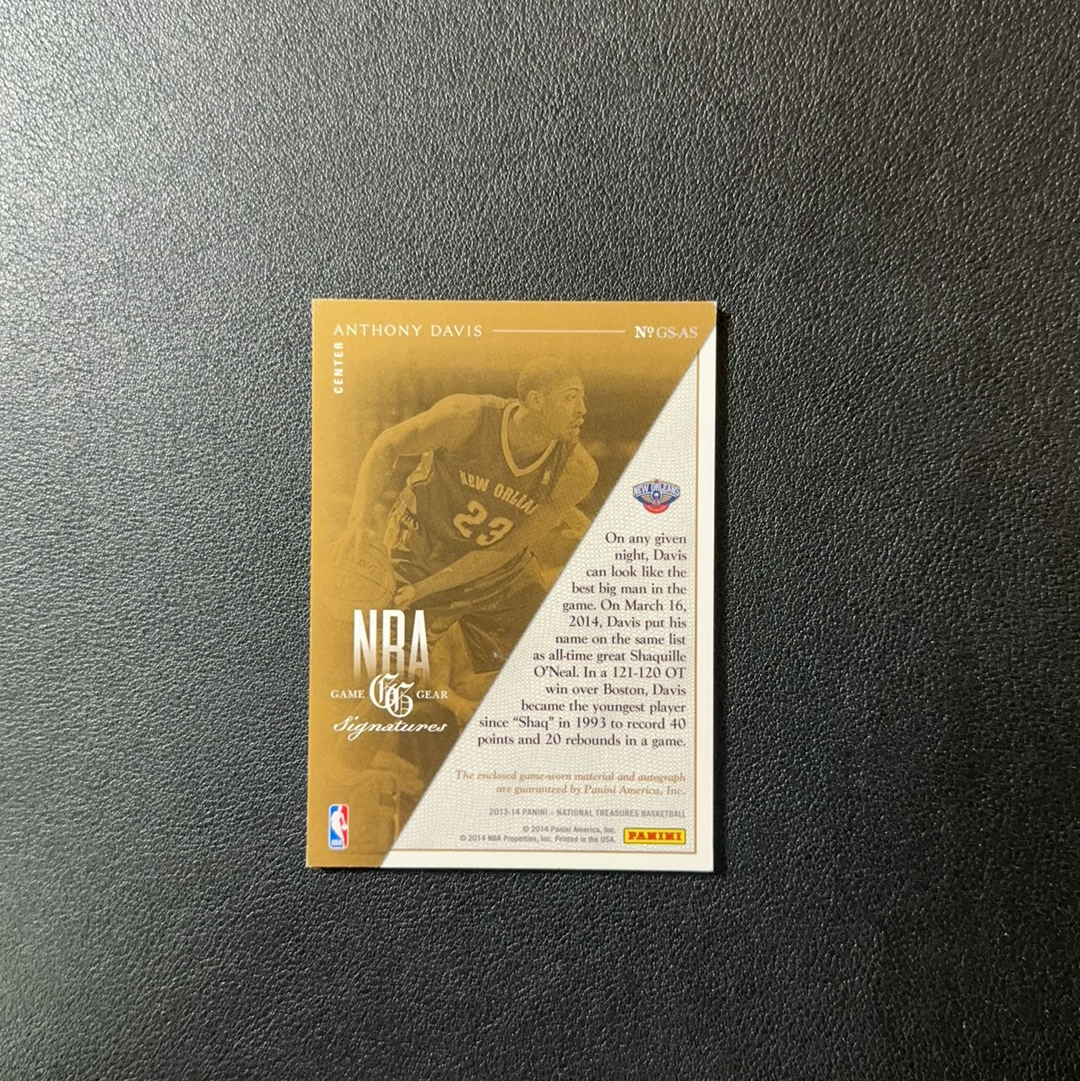 ANTHONY DAVIS
Nº GS-AS
CENTER
NEW ORLEANS
23
NEW ORLEANS
On any given
night, Davis
can look like the
best big man in the
game. On March 16,
2014, Davis put his
name on the same list
as all-time great Shaquille
O'Neal. In a 121-120 OT
win over Boston, Davis
became the youngest player
since “Shaq” in 1993 to record 40
points and 20 rebounds in a game.
NBA
GAME GG GEAR
Signatures
The enclosed game-worn material and autograph
are guaranteed by Panini America, Inc.
2013-14 PANINI – NATIONAL TREASURES BASKETBALL
© 2014 Panini America, Inc.
© 2014 NBA Properties, Inc. Printed in the USA.
PANINI
NBA